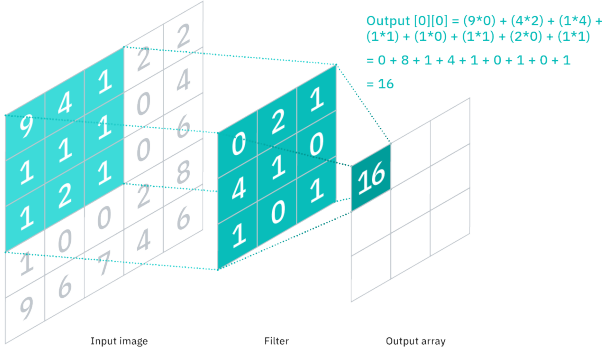 Output [0][0] = (9*0) + (4*2) + (1*4) +
(1*1) + (1*0) + (1*1) + (2*0) + (1*1)
= 0 + 8 + 1 + 4 + 1 + 0 + 1 + 0 + 1
= 16
9 4 1 2 2
1 1 1 0 4
1 2 1 0 6
1 0 0 2 8
9 6 7 4 6
0 2 1
4 1 0
1 0 1
16
Input image
Filter
Output array